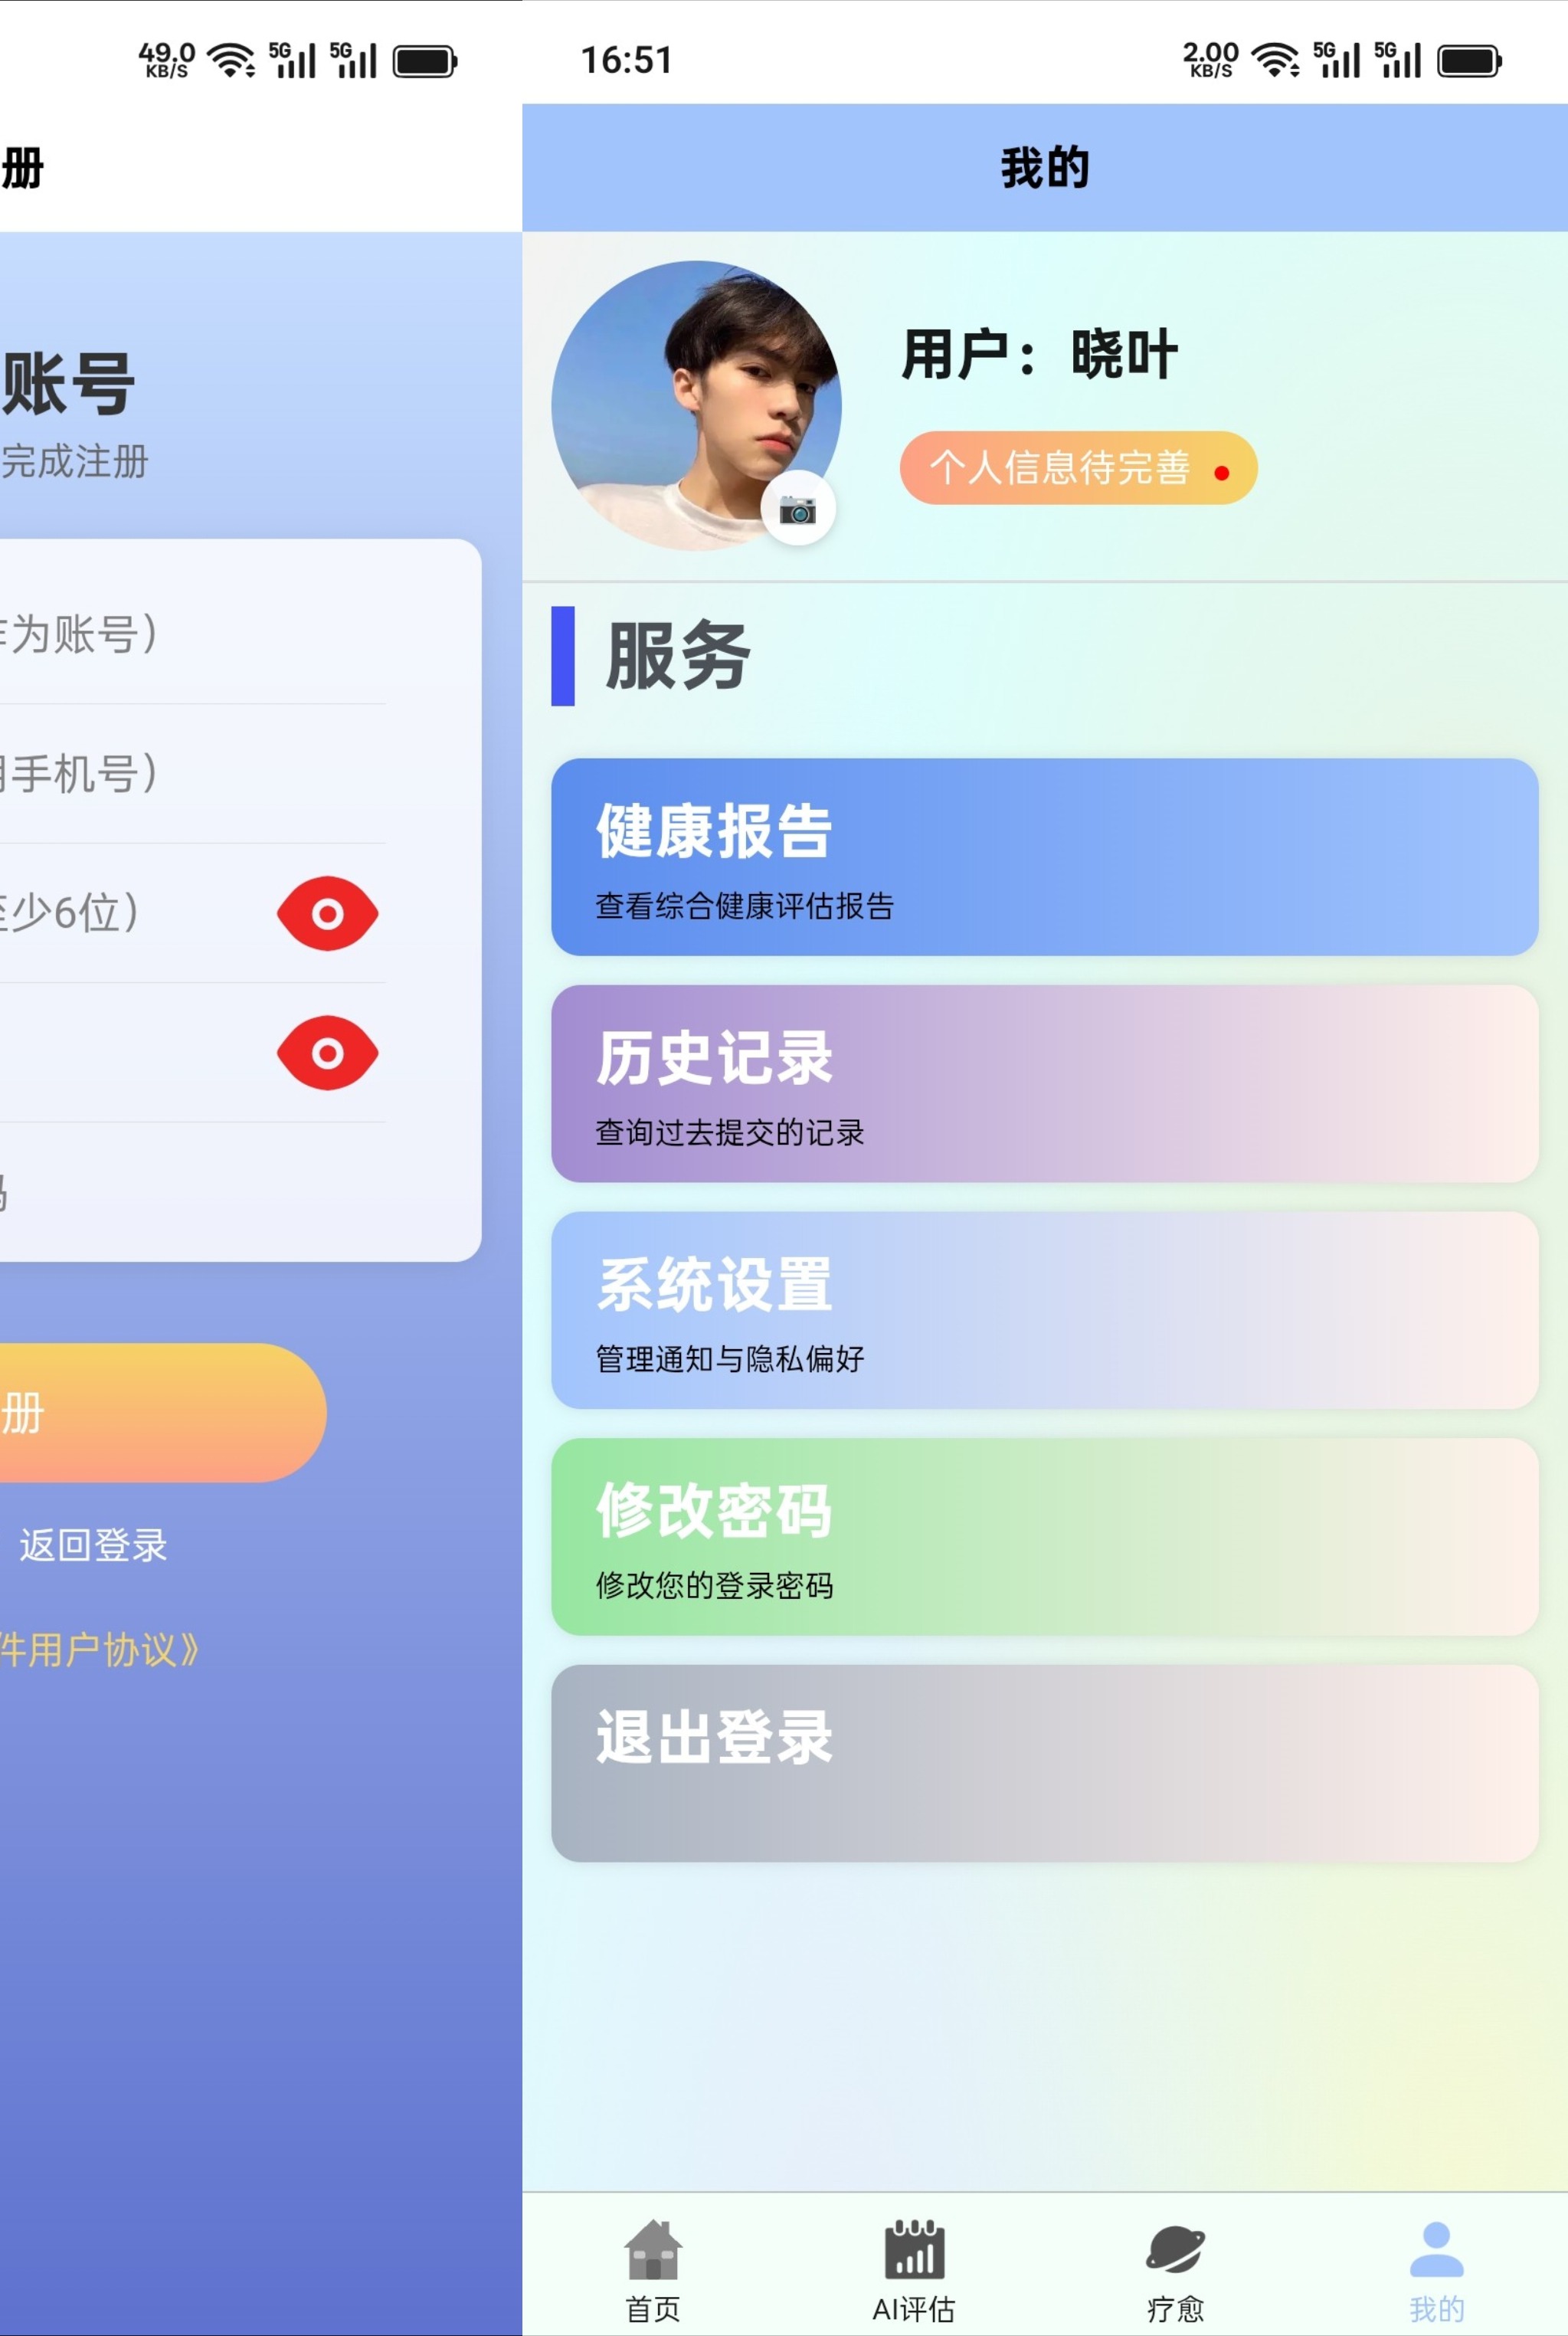 49.0
KB/S
5G
5G
册
账号
完成注册
为账号）
手机号）
少6位）
册
返回登录
件用户协议》
16:51
2.00
KB/S
5G
5G
我的
用户：晓叶
个人信息待完善
服务
健康报告
查看综合健康评估报告
历史记录
查询过去提交的记录
系统设置
管理通知与隐私偏好
修改密码
修改您的登录密码
退出登录
首页
AI评估
疗愈
我的